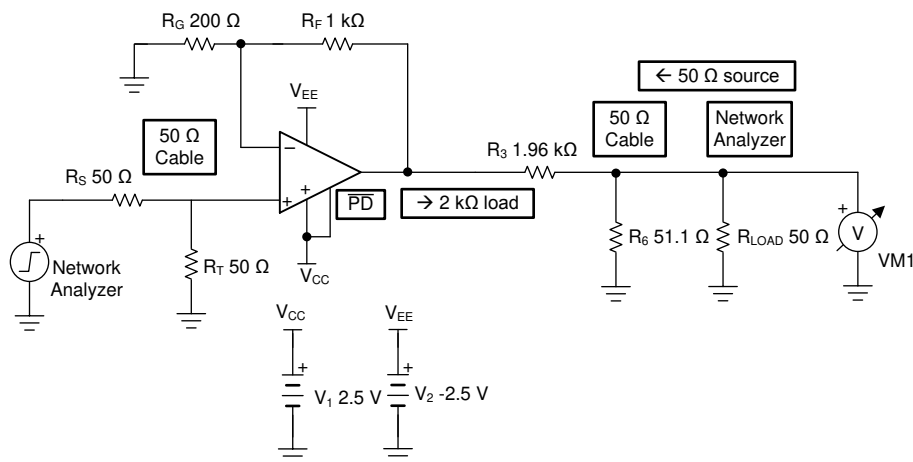 R_G 200 Ω
R_F 1 kΩ
← 50 Ω source
V_EE
50 Ω
Cable
50 Ω
Cable
Network
Analyzer
R_3 1.96 kΩ
R_S 50 Ω
−
+
+
PD
→ 2 kΩ load
+
R_T 50 Ω
Network
Analyzer
V_CC
R_6 51.1 Ω
R_LOAD 50 Ω
+
V
VM1
V_CC
V_EE
+
V_1 2.5 V
+
V_2 -2.5 V